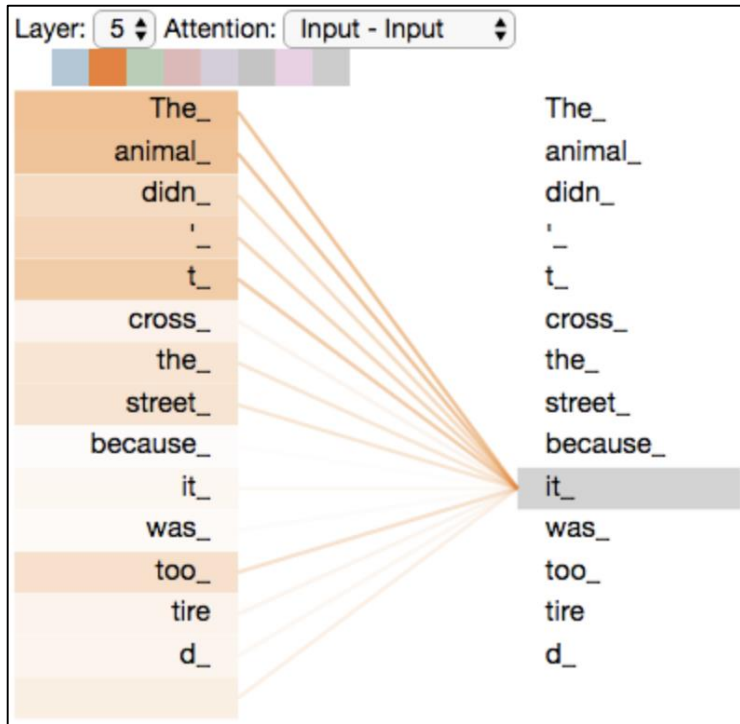 Layer: 5 Attention: Input - Input
The_ The_
animal_ animal_
didn_ didn_
'_ '_
t_ t_
cross_ cross_
the_ the_
street_ street_
because_ because_
it_ it_
was_ was_
too_ too_
tire tire
d_ d_